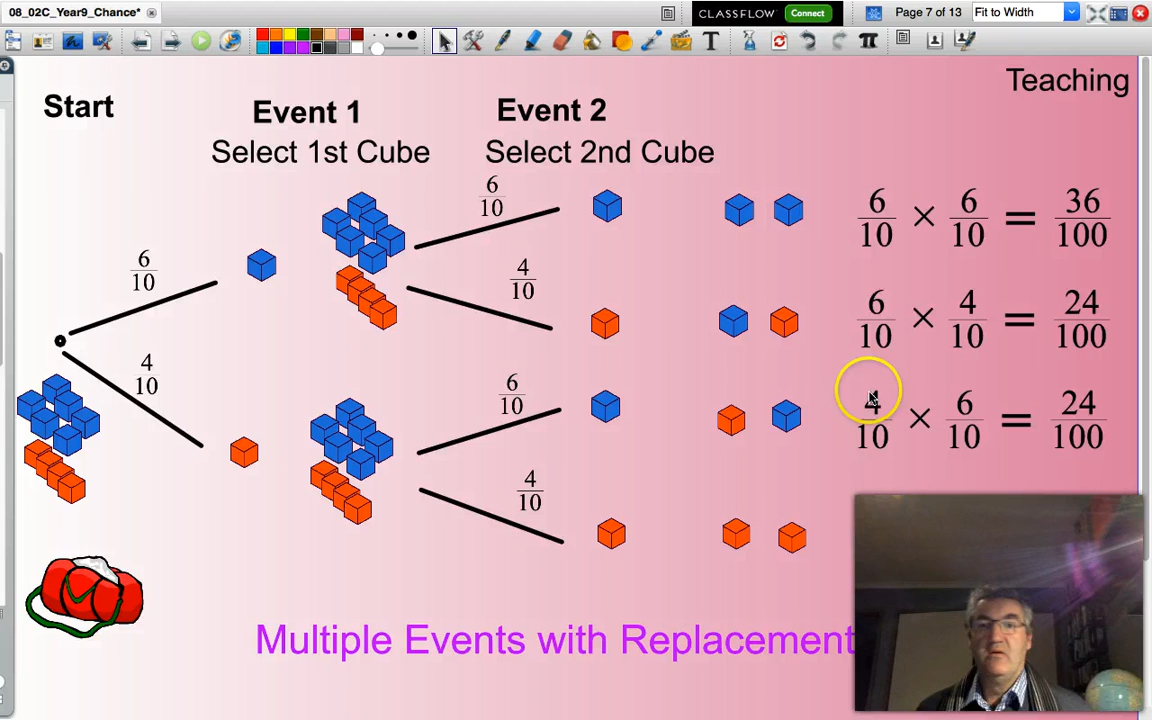 08_02C_Year9_Chance*
CLASSFLOW Connect
Page 7 of 13
Fit to Width
Teaching
Start
Event 1
Event 2
Select 1st Cube
Select 2nd Cube
6/10
4/10
6/10
4/10
6/10
4/10
6/10 × 6/10 = 36/100
6/10 × 4/10 = 24/100
4/10 × 6/10 = 24/100
Multiple Events with Replacement